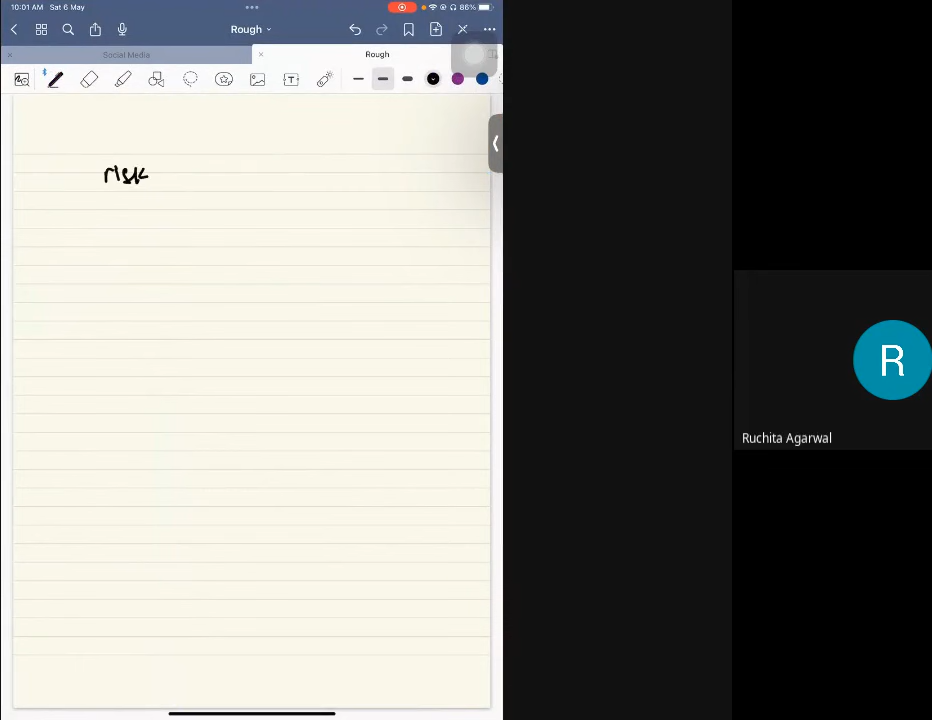 10:01 AM Sat 6 May
86%
Rough
Social Media
Rough
T
risk
R
Ruchita Agarwal